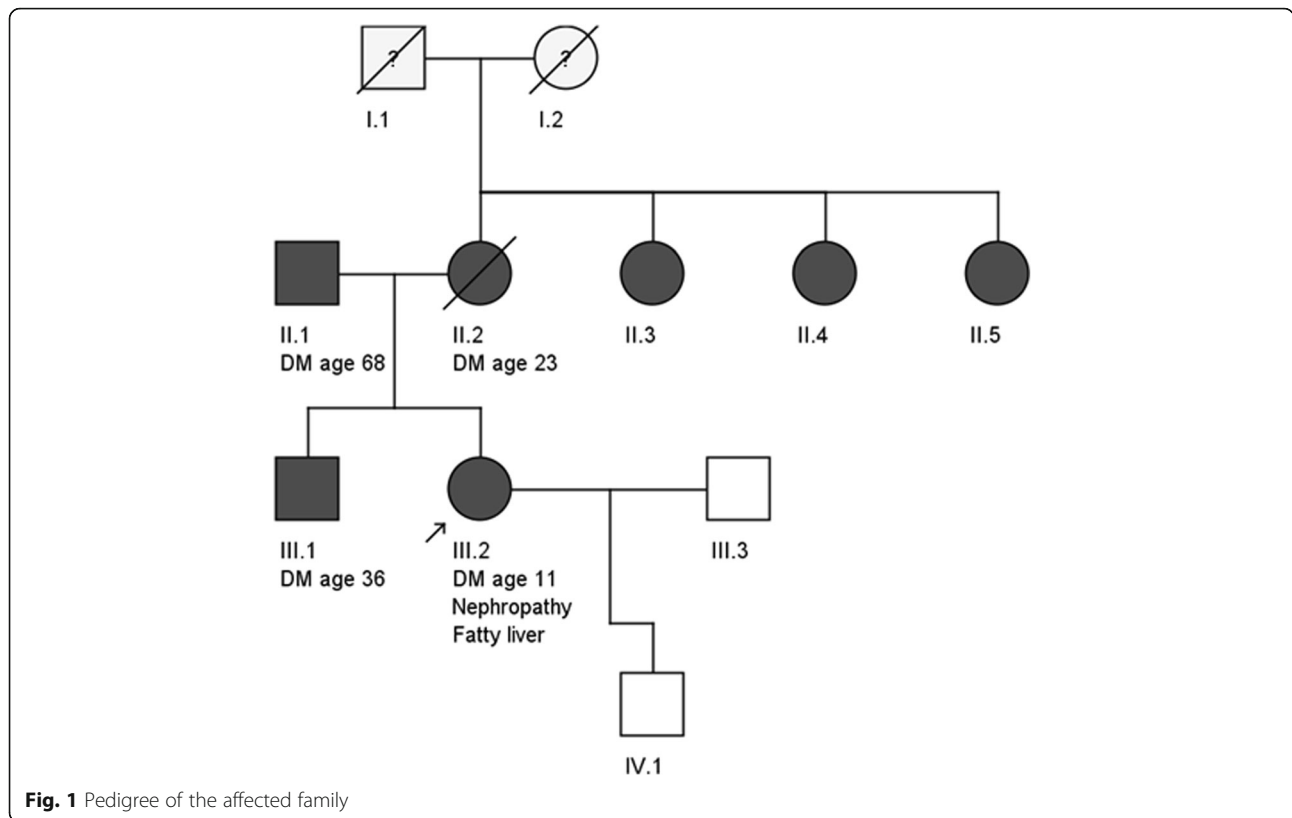 ? ?
I.1 I.2
II.1 II.2 II.3 II.4 II.5
DM age 68 DM age 23
III.1 III.2 III.3
DM age 36 DM age 11
Nephropathy
Fatty liver
IV.1
Fig. 1 Pedigree of the affected family